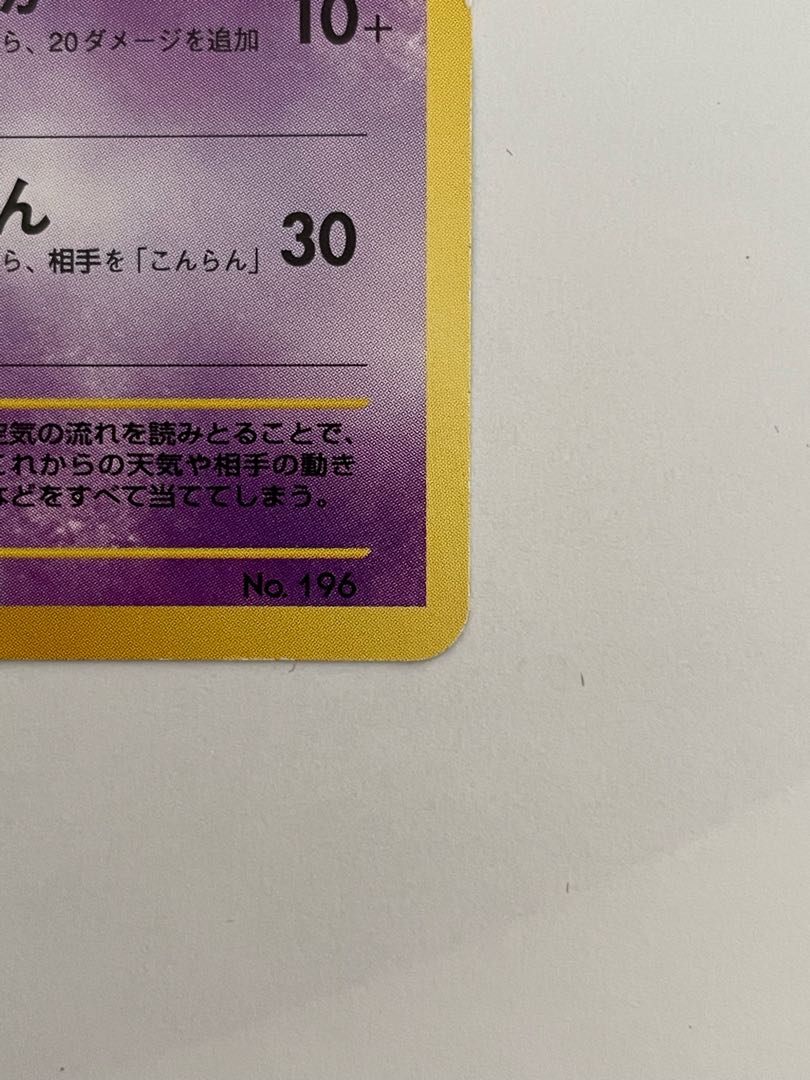 10+
ら、20ダメージを追加
ん
30
ら、相手を「こんらん」
空気の流れを読みとることで、
これからの天気や相手の動き
などをすべて当ててしまう。
No. 196